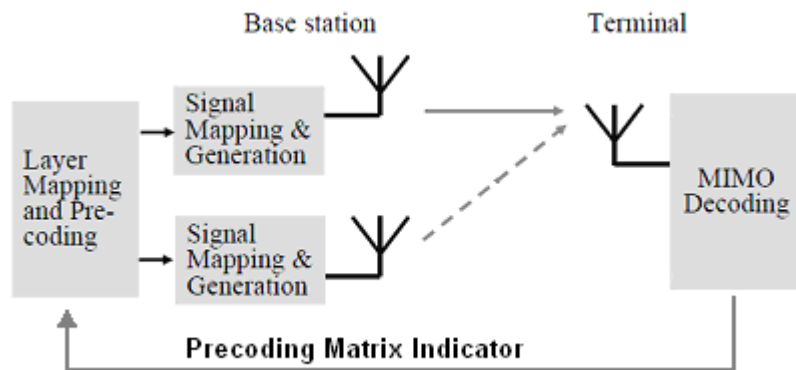 Base station
Terminal
Layer
Mapping
and Pre-
coding
Signal
Mapping &
Generation
Signal
Mapping &
Generation
MIMO
Decoding
Precoding Matrix Indicator